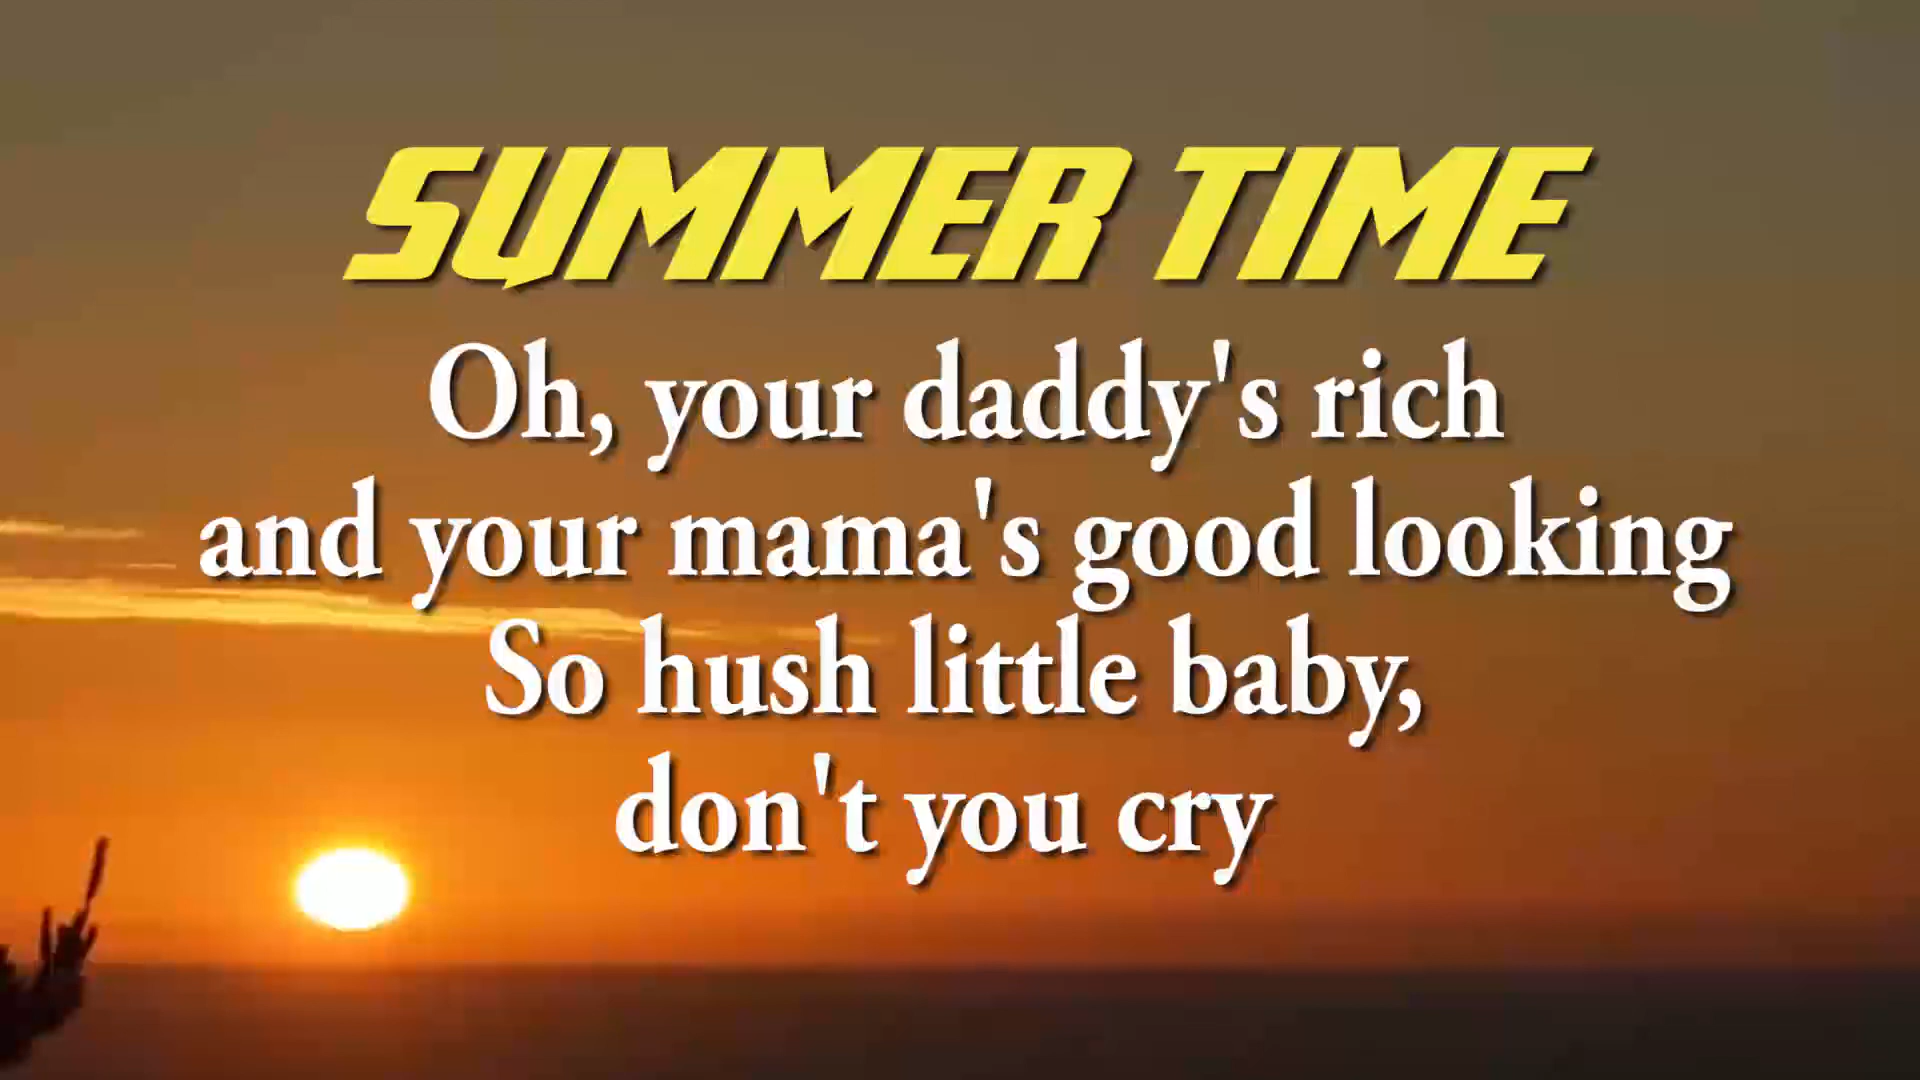 SUMMER TIME
Oh, your daddy's rich
and your mama's good looking
So hush little baby,
don't you cry